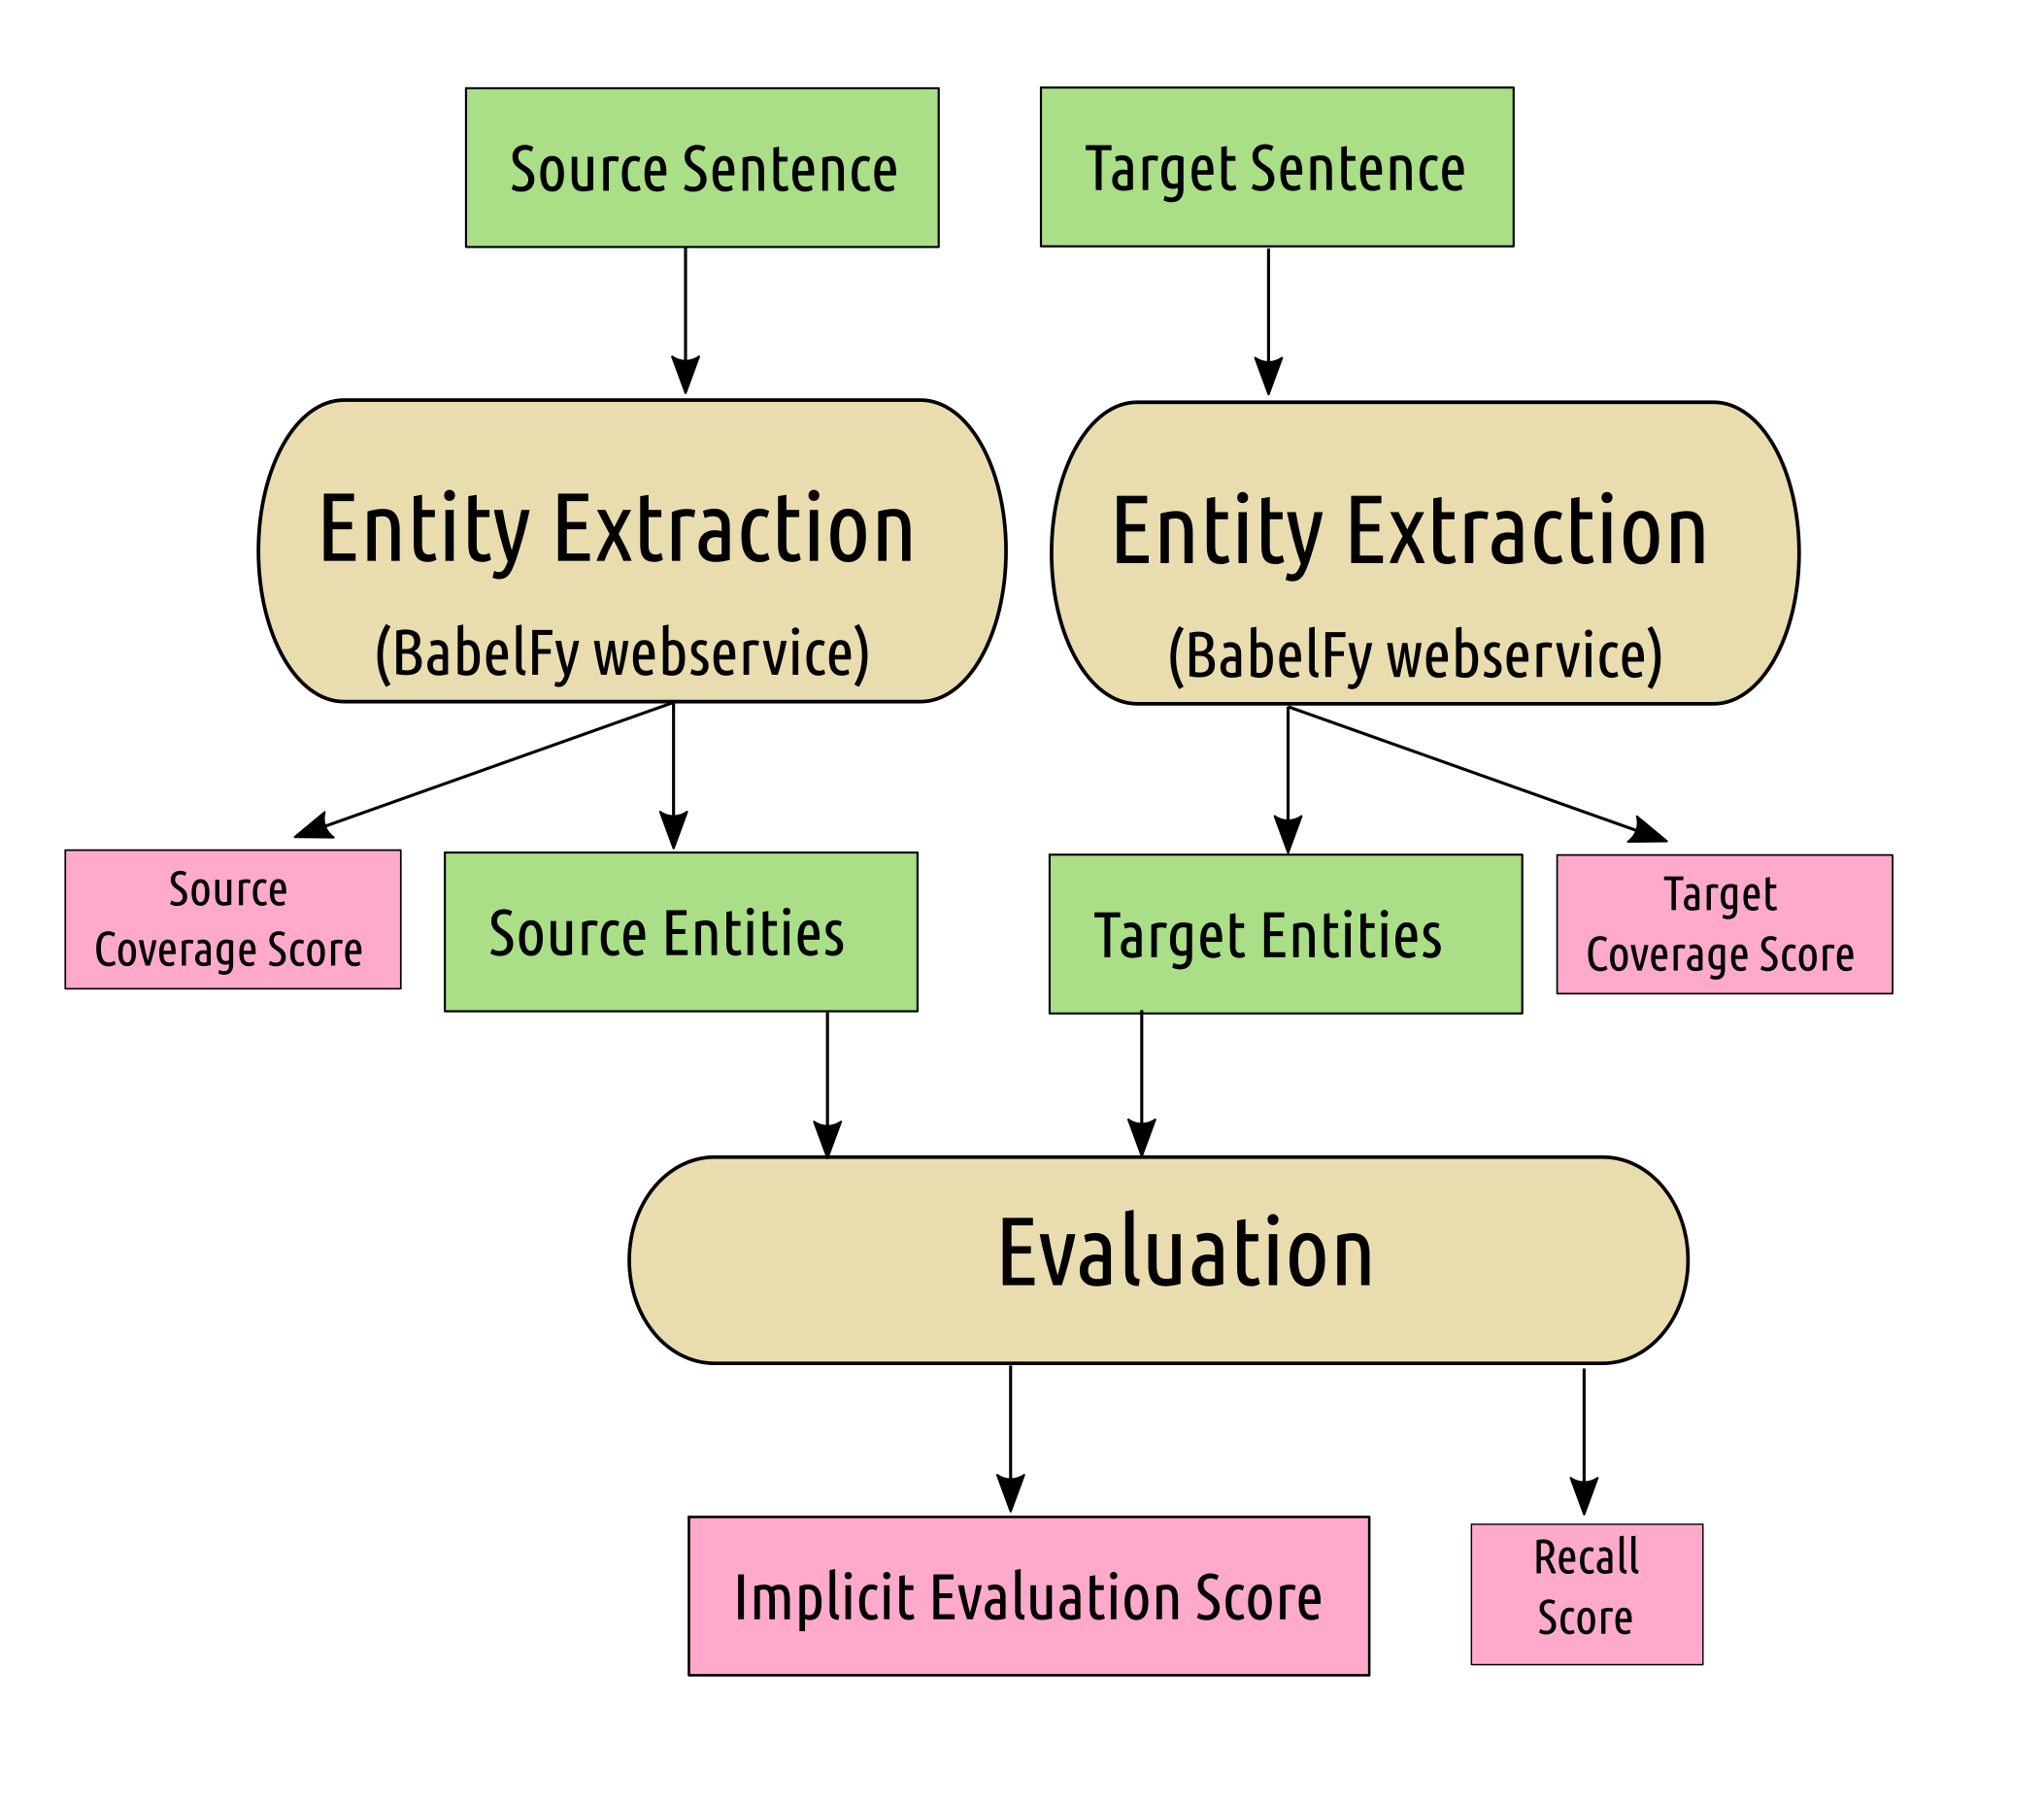 Source Sentence
Target Sentence
Entity Extraction
(BabelFy webservice)
Entity Extraction
(BabelFy webservice)
Source
Coverage Score
Source Entities
Target Entities
Target
Coverage Score
Evaluation
Implicit Evaluation Score
Recall
Score